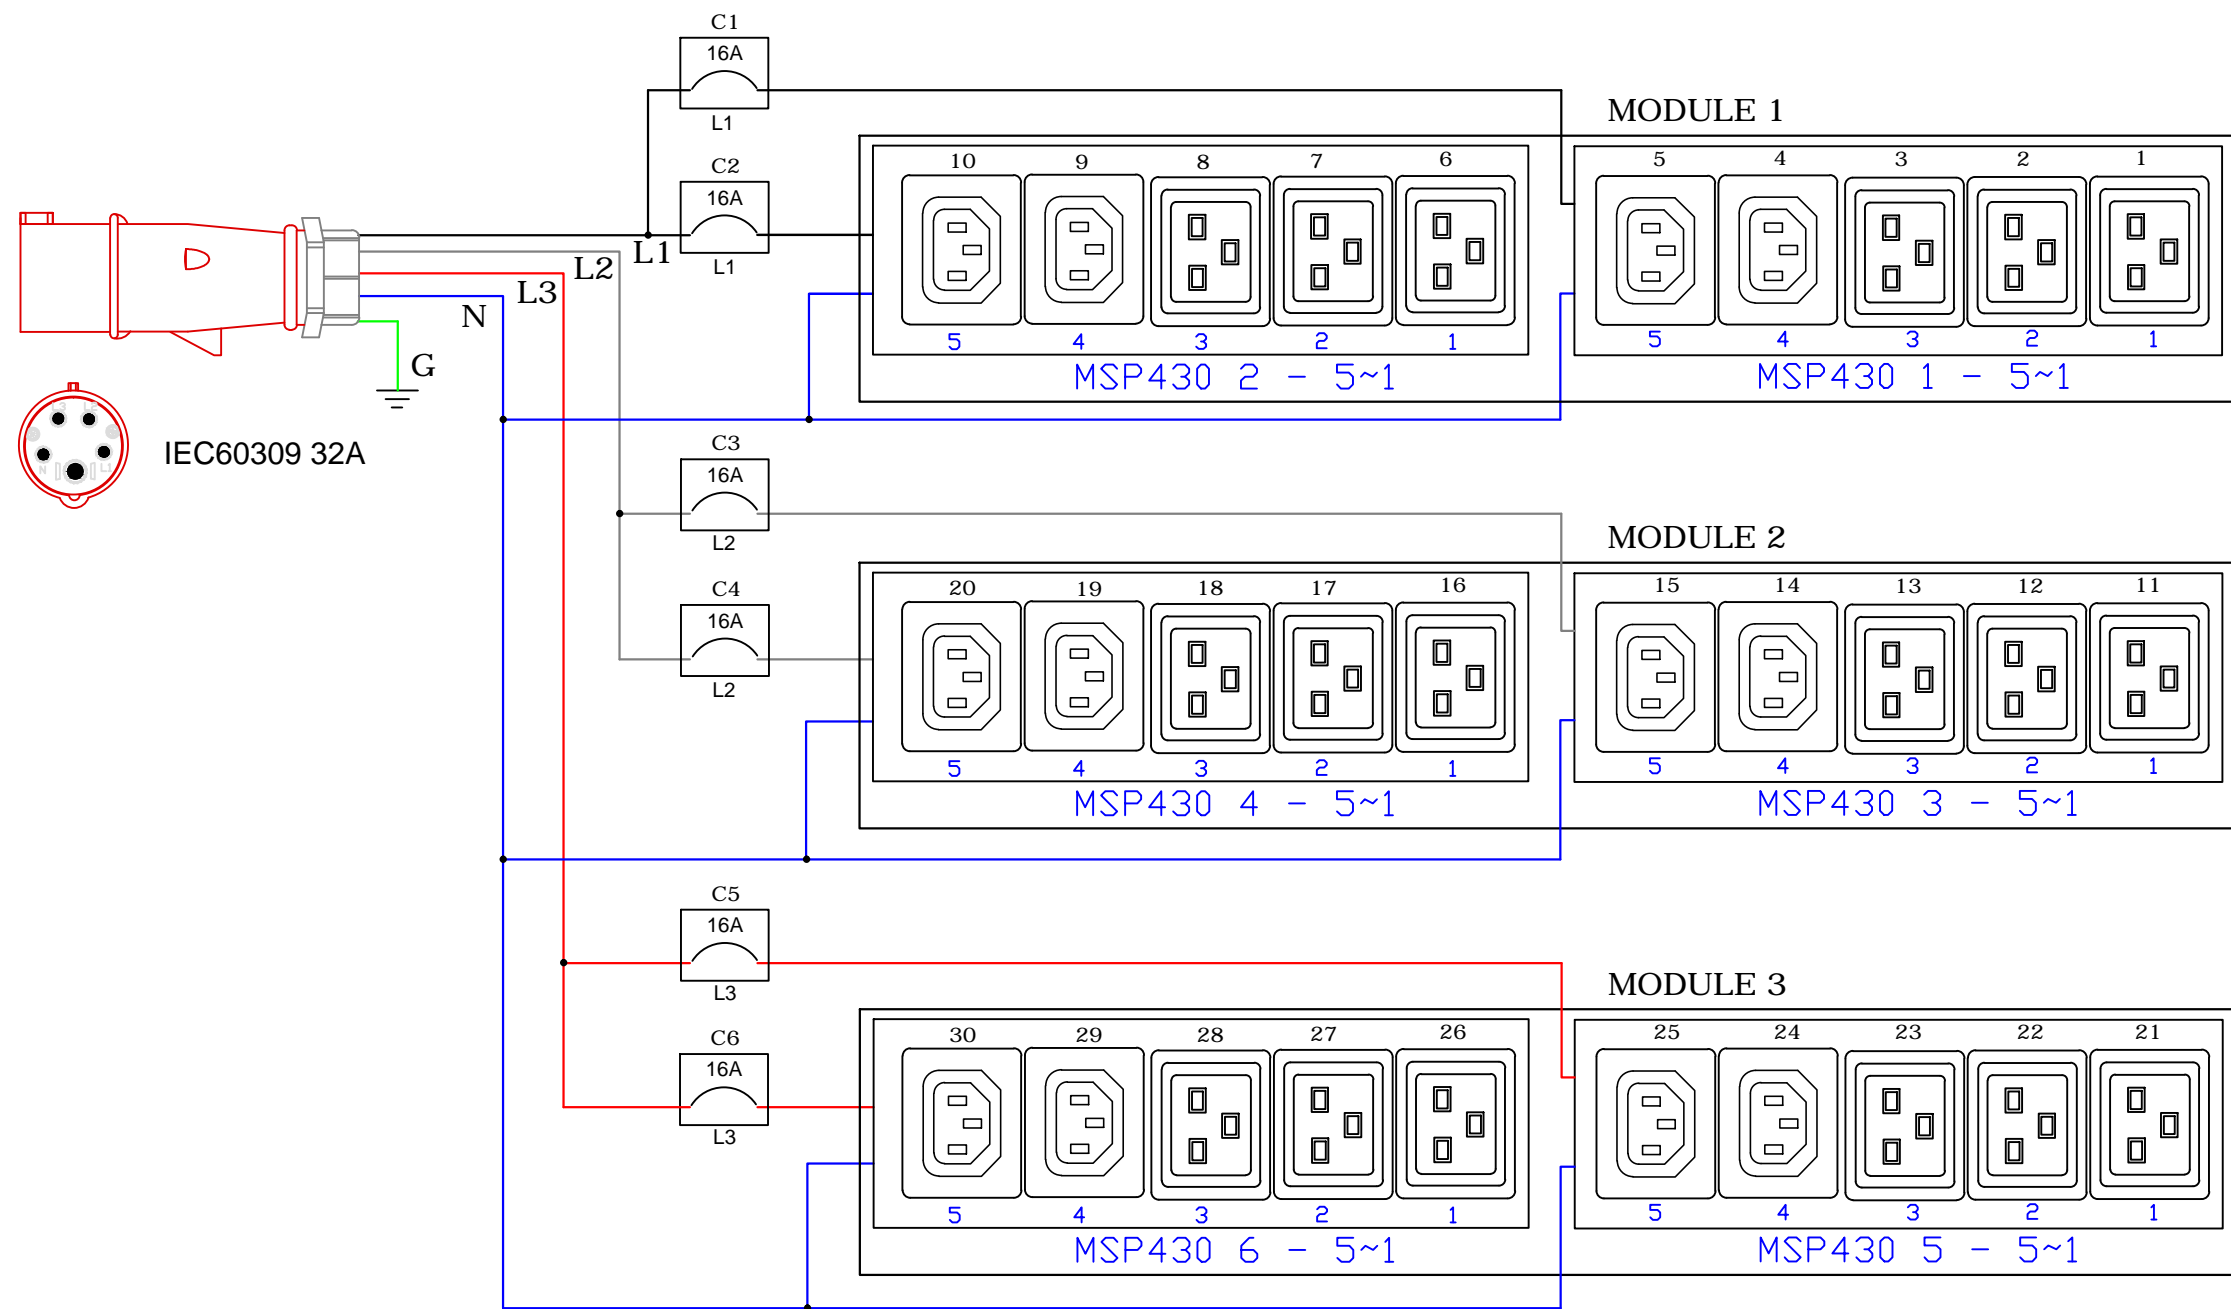 C1
16A
L1
MODULE 1
C2
16A
L1
10 9 8 7 6
5 4 3 2 1
5 4 3 2 1
5 4 3 2 1
MSP430 2 - 5~1
MSP430 1 - 5~1
L1
L2
L3
N
G
L3 L2
N L1
IEC60309 32A
C3
16A
L2
MODULE 2
C4
16A
L2
20 19 18 17 16
15 14 13 12 11
5 4 3 2 1
5 4 3 2 1
MSP430 4 - 5~1
MSP430 3 - 5~1
C5
16A
L3
MODULE 3
C6
16A
L3
30 29 28 27 26
25 24 23 22 21
5 4 3 2 1
5 4 3 2 1
MSP430 6 - 5~1
MSP430 5 - 5~1